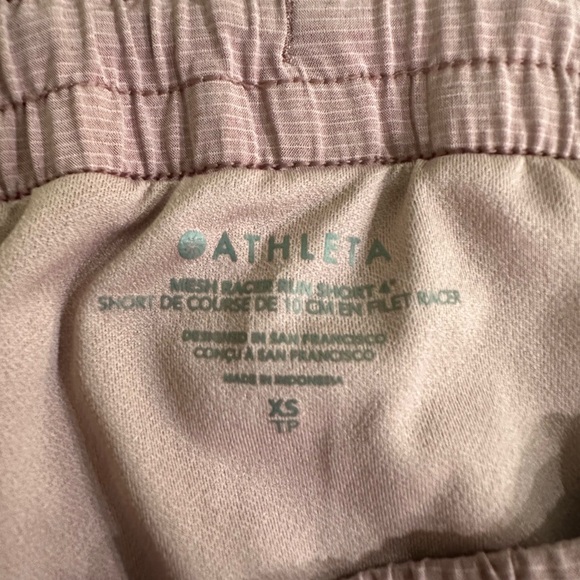 ATHLETA
MESH RACER RUN SHORT 4"
SHORT DE COURSE DE 10 CM EN FILET RACER
DESIGNED IN SAN FRANCISCO
CONÇU À SAN FRANCISCO
MADE IN INDONESIA
XS
TP